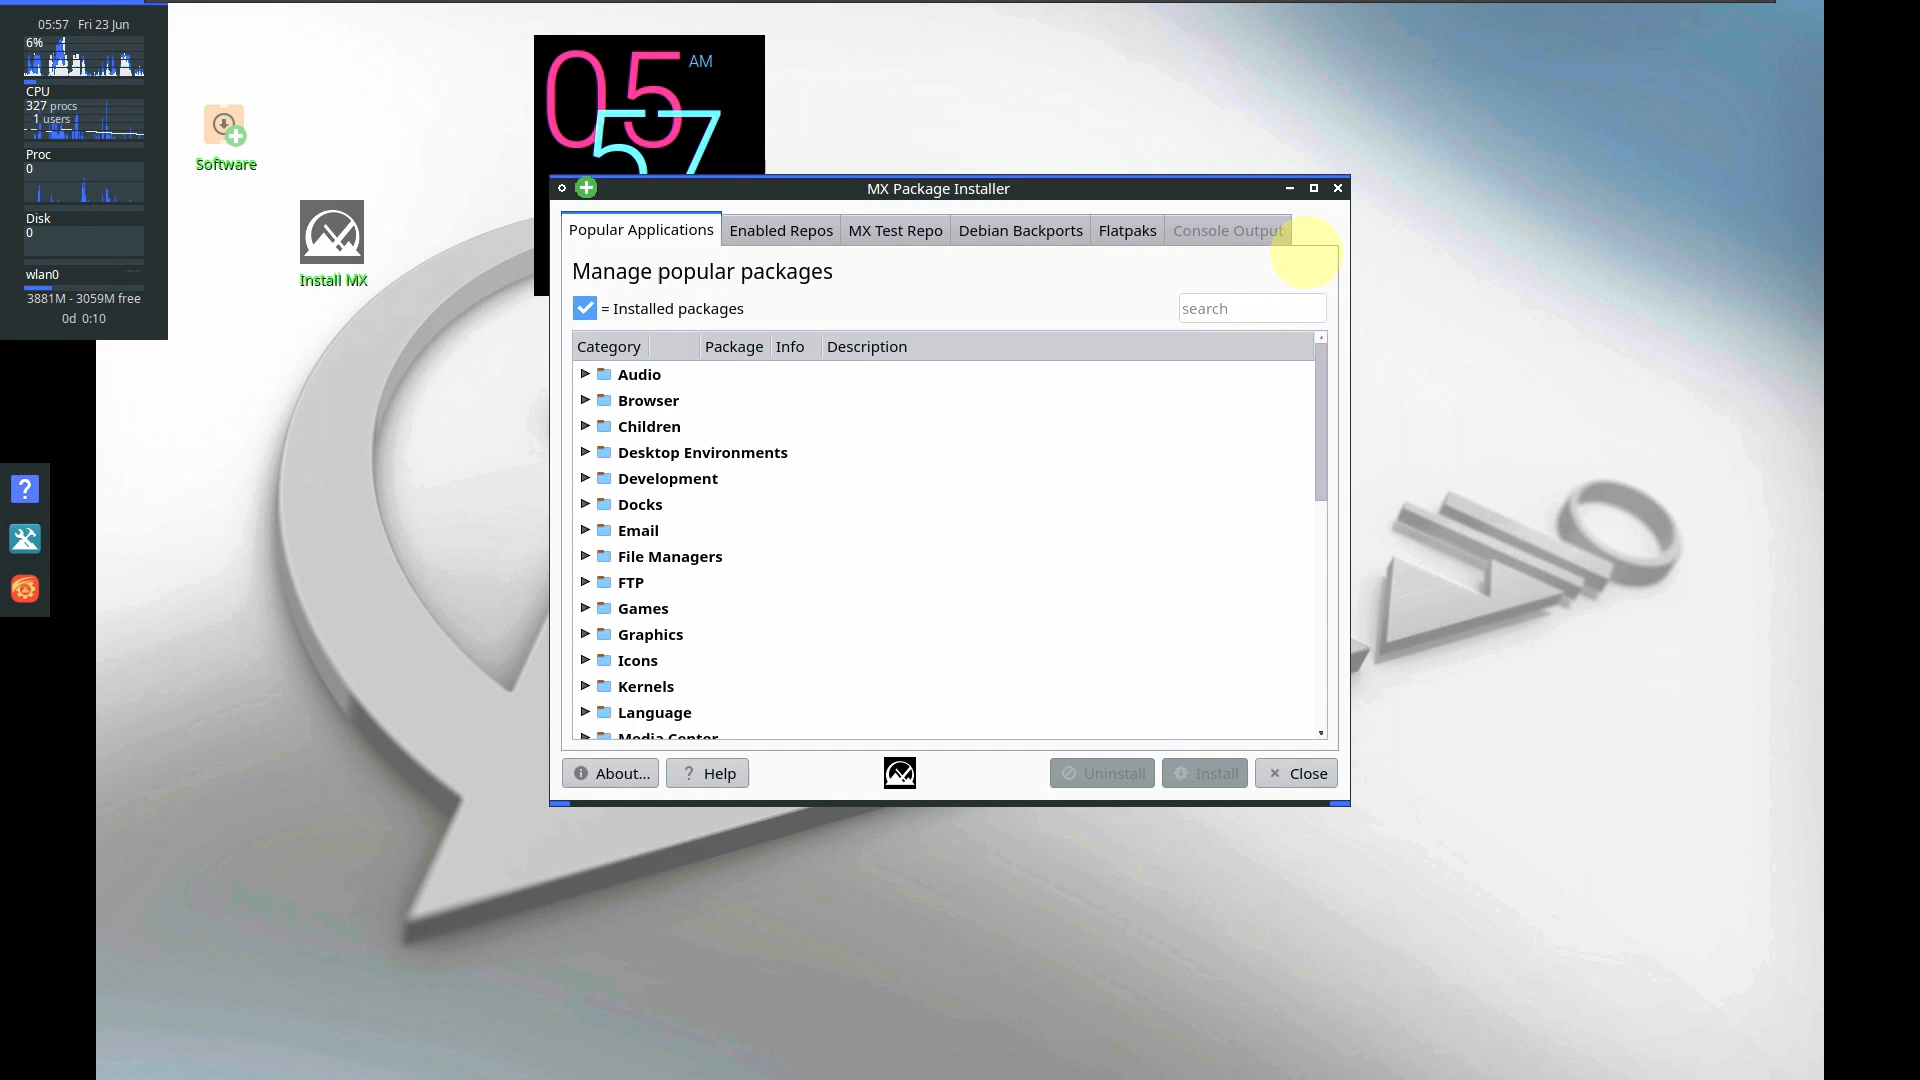 05:57 Fri 23 Jun
6%
CPU
327 procs
1 users
Proc
0
Disk
0
wlan0
3881M - 3059M free
0d 0:10
Software
Install MX
05
AM
57
MX Package Installer
Popular Applications
Enabled Repos
MX Test Repo
Debian Backports
Flatpaks
Console Output
Manage popular packages
= Installed packages
search
Category
Package
Info
Description
Audio
Browser
Children
Desktop Environments
Development
Docks
Email
File Managers
FTP
Games
Graphics
Icons
Kernels
Language
Media Center
About...
? Help
Uninstall
Install
Close